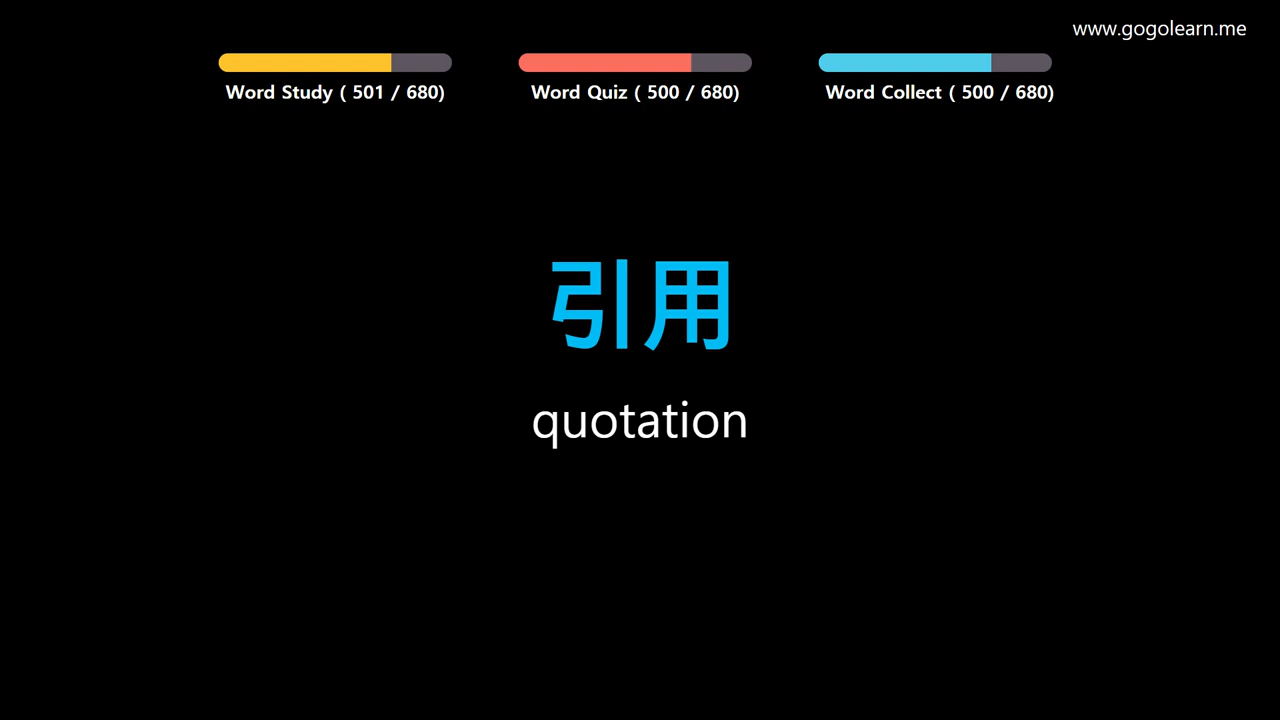 www.gogolearn.me
Word Study ( 501 / 680)
Word Quiz ( 500 / 680)
Word Collect ( 500 / 680)
引用
quotation